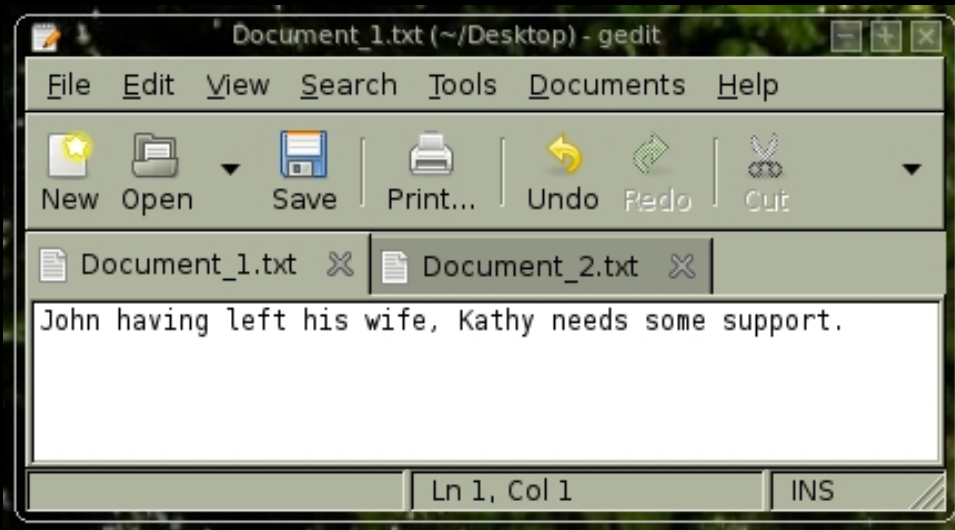 Document_1.txt (~/Desktop) - gedit
File Edit View Search Tools Documents Help
New Open Save Print... Undo Redo Cut
Document_1.txt Document_2.txt
John having left his wife, Kathy needs some support.
Ln 1, Col 1 INS